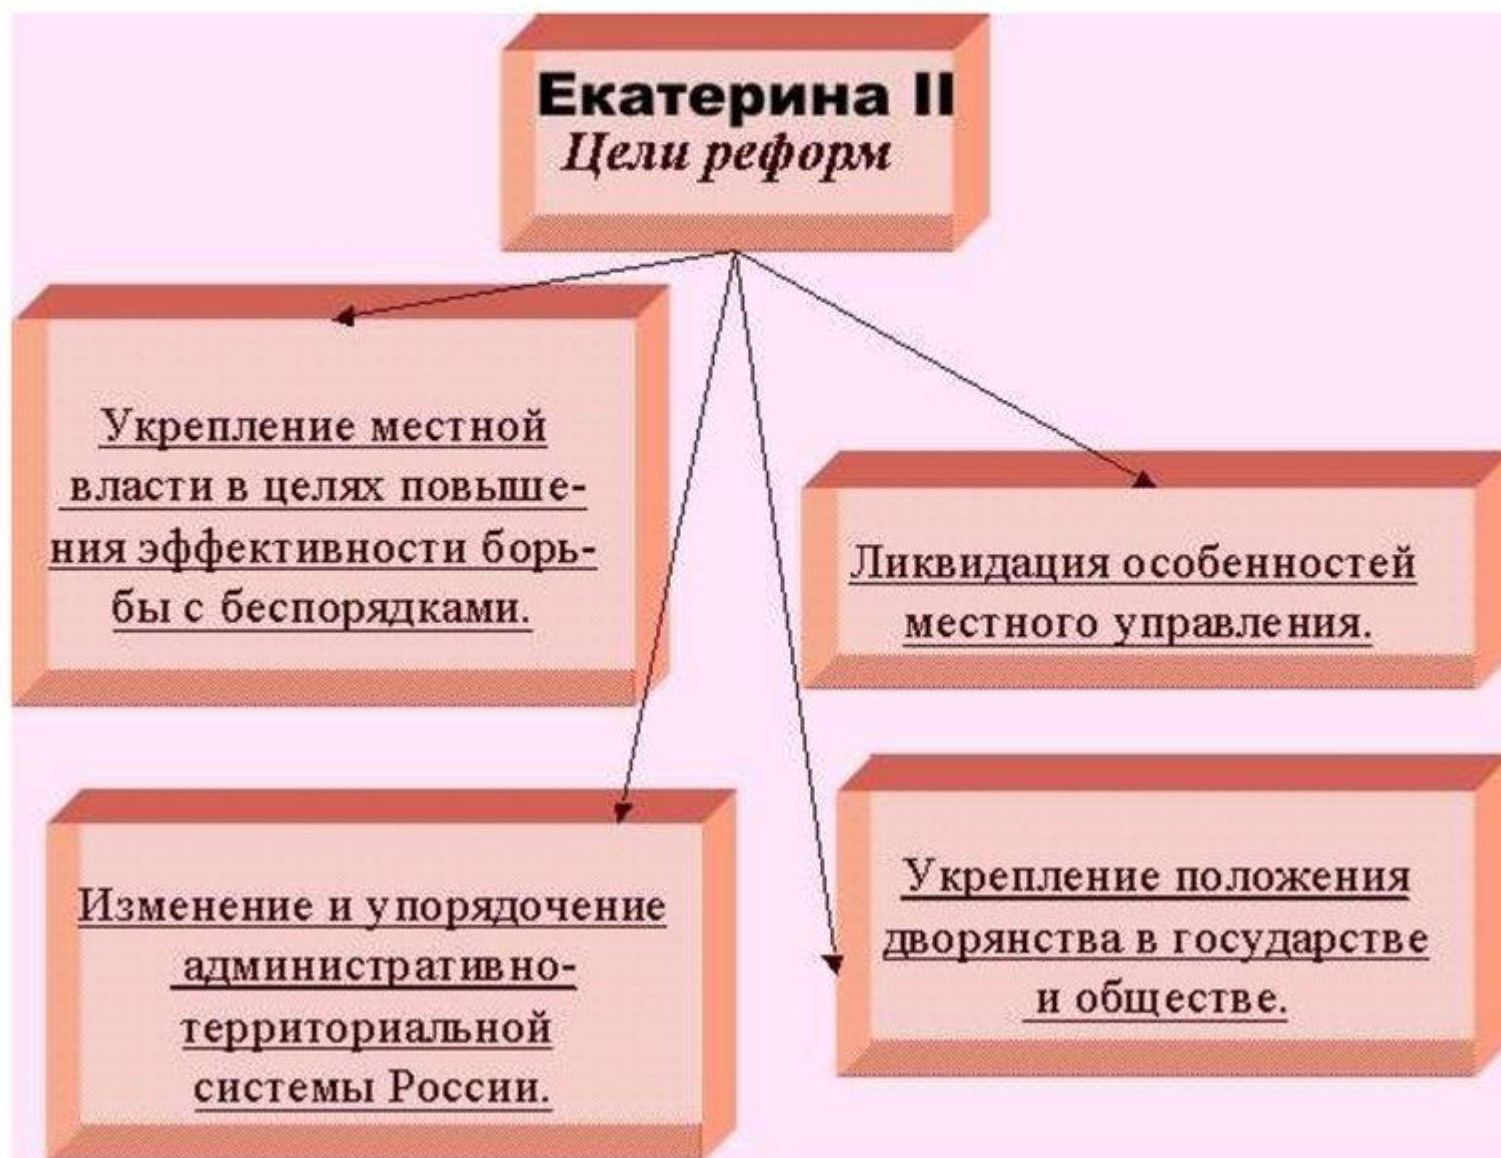 Екатерина II
Цели реформ
Укрепление местной
власти в целях повыше-
ния эффективности борь-
бы с беспорядками.
Ликвидация особенностей
местного управления.
Изменение и упорядочение
административно-
территориальной
системы России.
Укрепление положения
дворянства в государстве
и обществе.